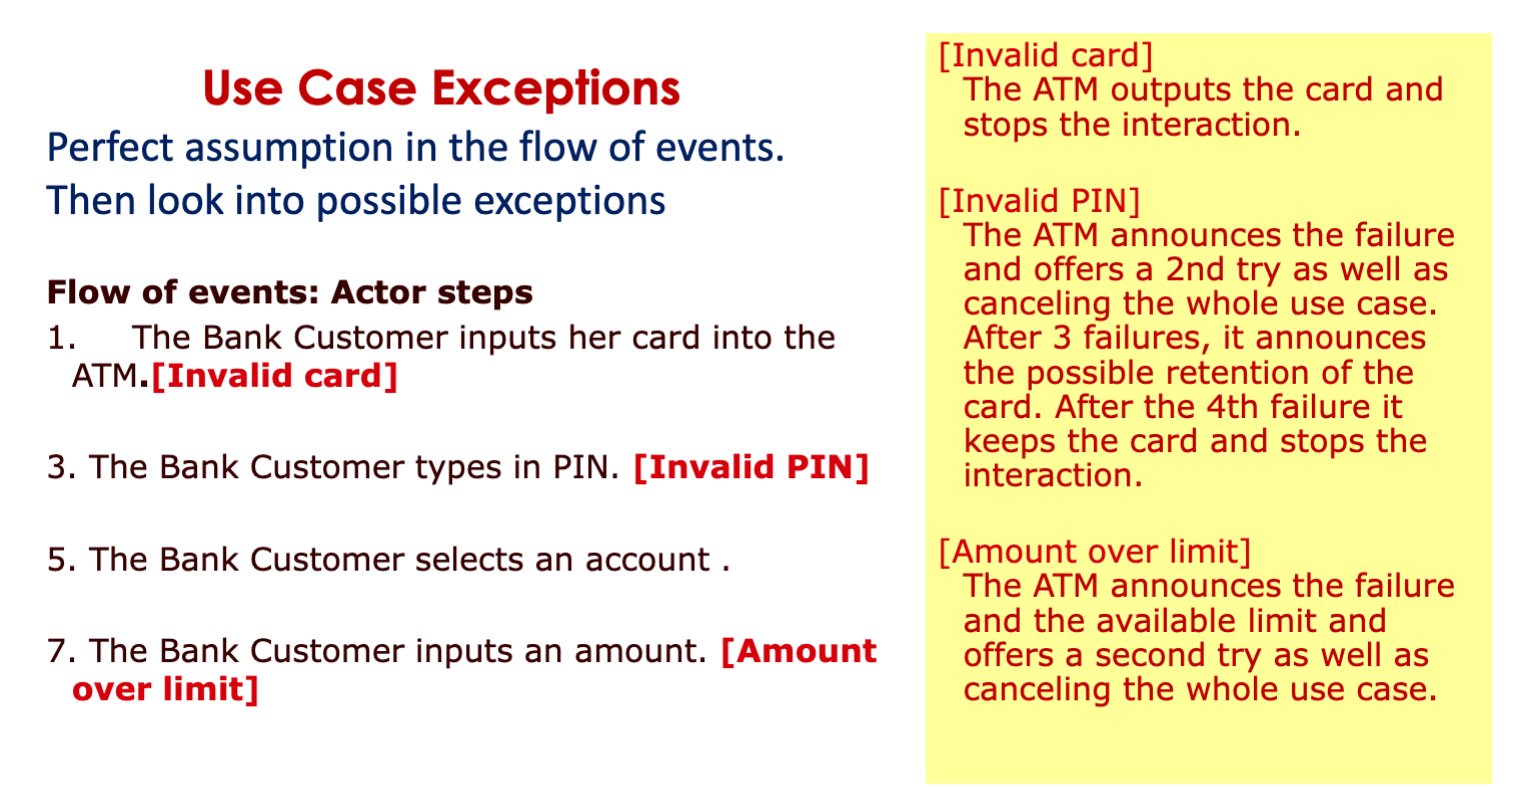 Use Case Exceptions
Perfect assumption in the flow of events.
Then look into possible exceptions
Flow of events: Actor steps
1. The Bank Customer inputs her card into the
ATM.[Invalid card]
3. The Bank Customer types in PIN. [Invalid PIN]
5. The Bank Customer selects an account .
7. The Bank Customer inputs an amount. [Amount
over limit]
[Invalid card]
The ATM outputs the card and
stops the interaction.
[Invalid PIN]
The ATM announces the failure
and offers a 2nd try as well as
canceling the whole use case.
After 3 failures, it announces
the possible retention of the
card. After the 4th failure it
keeps the card and stops the
interaction.
[Amount over limit]
The ATM announces the failure
and the available limit and
offers a second try as well as
canceling the whole use case.